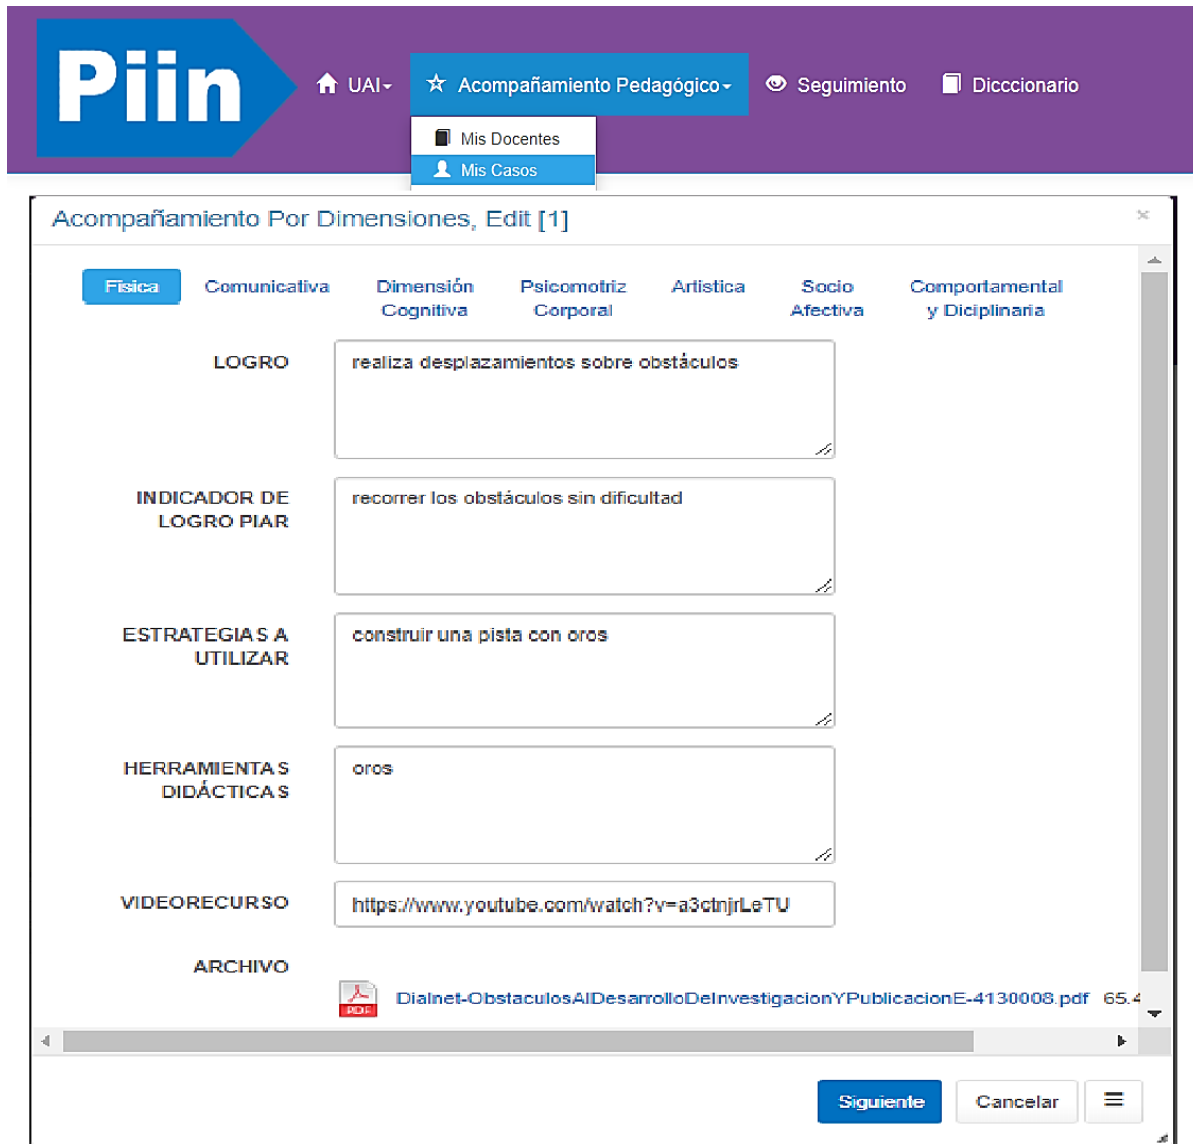 Piin
UAI
Acompañamiento Pedagógico
Seguimiento
Dicccionario
Mis Docentes
Mis Casos
Acompañamiento Por Dimensiones, Edit [1]
×
Fisica
Comunicativa
Dimensión
Cognitiva
Psicomotriz
Corporal
Artistica
Socio
Afectiva
Comportamental
y Diciplinaria
LOGRO
realiza desplazamientos sobre obstáculos
INDICADOR DE
LOGRO PIAR
recorrer los obstáculos sin dificultad
ESTRATEGIAS A
UTILIZAR
construir una pista con oros
HERRAMIENTAS
DIDÁCTICAS
oros
VIDEORECURSO
https://www.youtube.com/watch?v=a3ctnjrLeTU
ARCHIVO
PDF
Dialnet-ObstaculosAlDesarrolloDeInvestigacionYPublicacionE-4130008.pdf 65.4
Siguiente
Cancelar